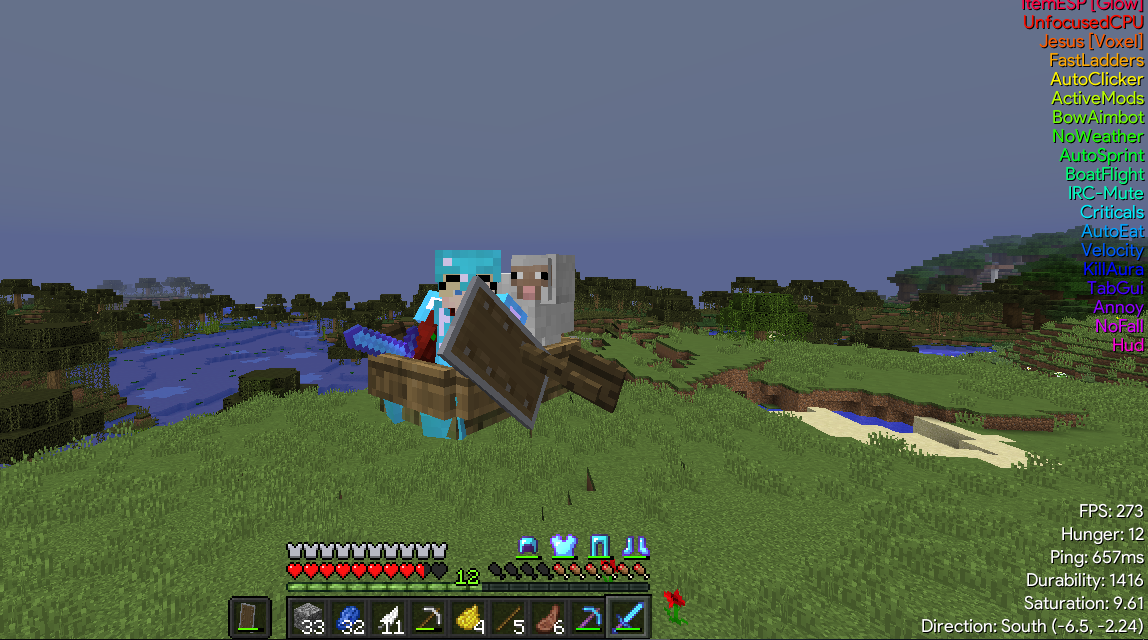 ItemESP [Glow]
UnfocusedCPU
Jesus [Voxel]
FastLadders
AutoClicker
ActiveMods
BowAimbot
NoWeather
AutoSprint
BoatFlight
IRC-Mute
Criticals
AutoEat
Velocity
KillAura
TabGui
Annoy
NoFall
Hud
FPS: 273
Hunger: 12
Ping: 657ms
Durability: 1416
Saturation: 9.61
Direction: South (-6.5, -2.24)
12
33 32 11 4 5 6